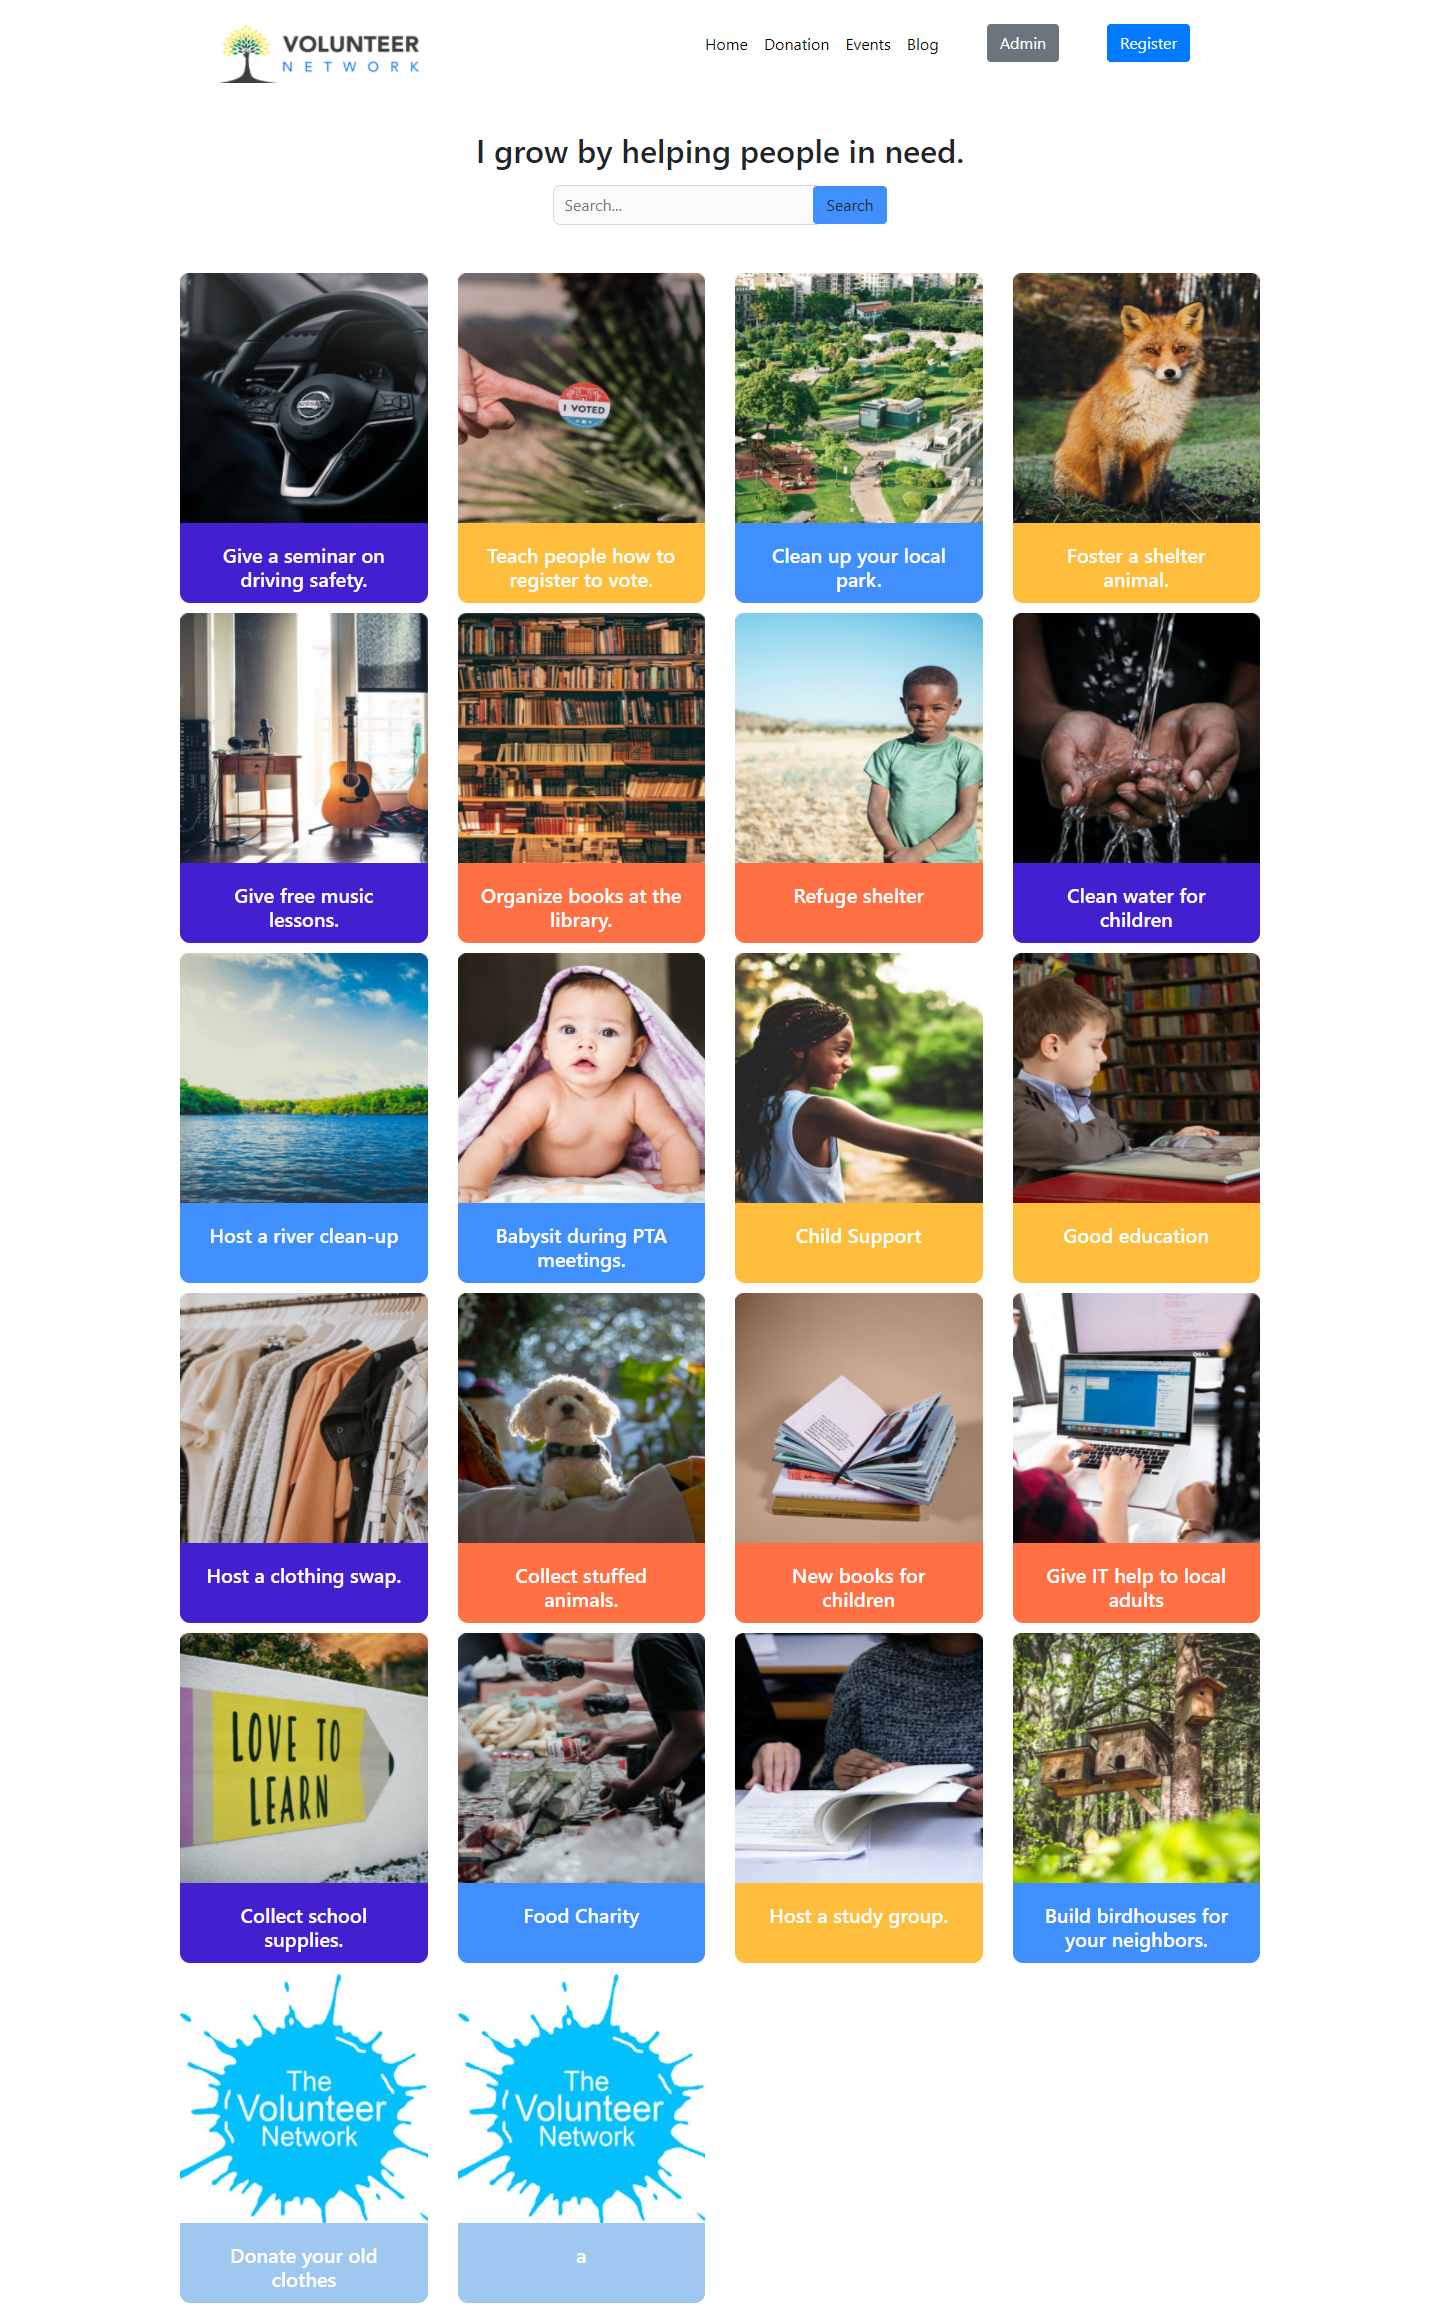 VOLUNTEER
NETWORK
Home Donation Events Blog Admin Register
I grow by helping people in need.
Search... Search
NISSAN
I VOTED
Give a seminar on
driving safety.
Teach people how to
register to vote.
Clean up your local
park.
Foster a shelter
animal.
Give free music
lessons.
Organize books at the
library.
Refuge shelter
Clean water for
children
Host a river clean-up
Babysit during PTA
meetings.
Child Support
Good education
DELL
Host a clothing swap.
Collect stuffed
animals.
New books for
children
Give IT help to local
adults
LOVE TO
LEARN
Collect school
supplies.
Food Charity
Host a study group.
Build birdhouses for
your neighbors.
The
Volunteer
Network
The
Volunteer
Network
Donate your old
clothes
a